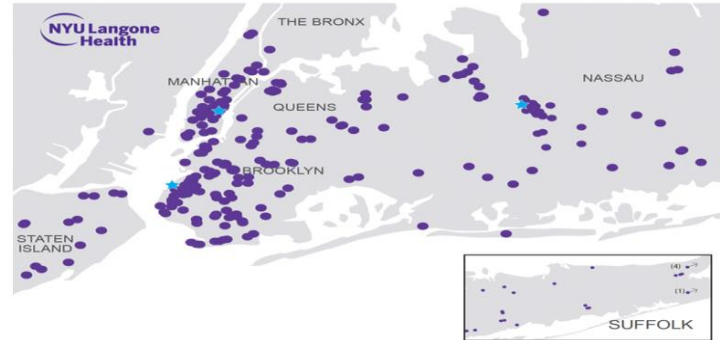 NYU Langone
Health
THE BRONX
MANHATTAN
NASSAU
QUEENS
BROOKLYN
STATEN
ISLAND
(4)
(1)
SUFFOLK